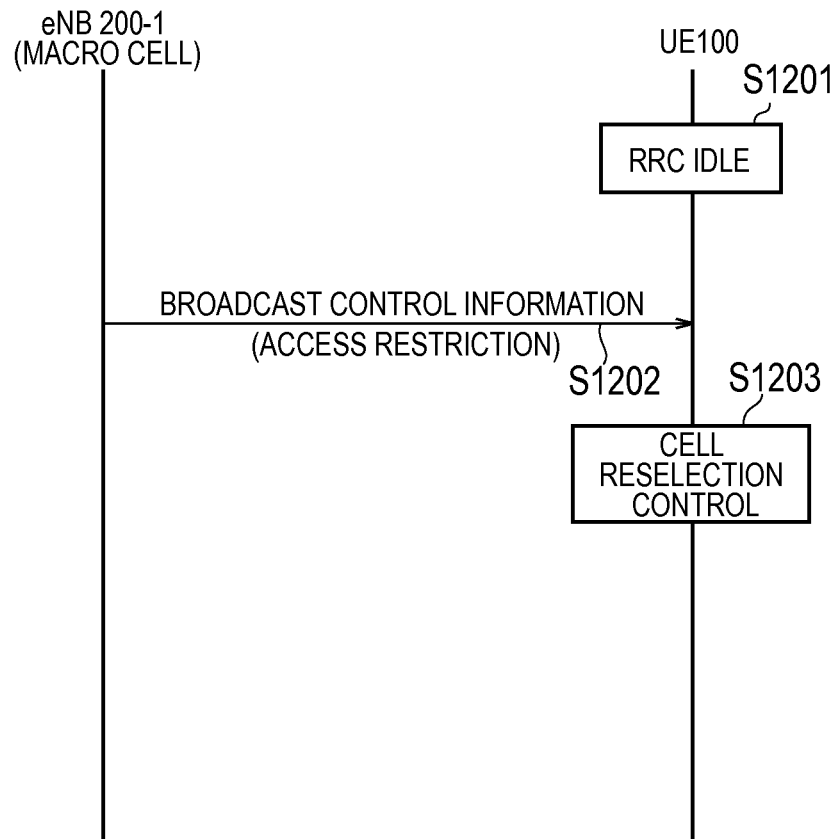 eNB 200-1
(MACRO CELL)
UE100
S1201
RRC IDLE
BROADCAST CONTROL INFORMATION
(ACCESS RESTRICTION)
S1202
S1203
CELL
RESELECTION
CONTROL